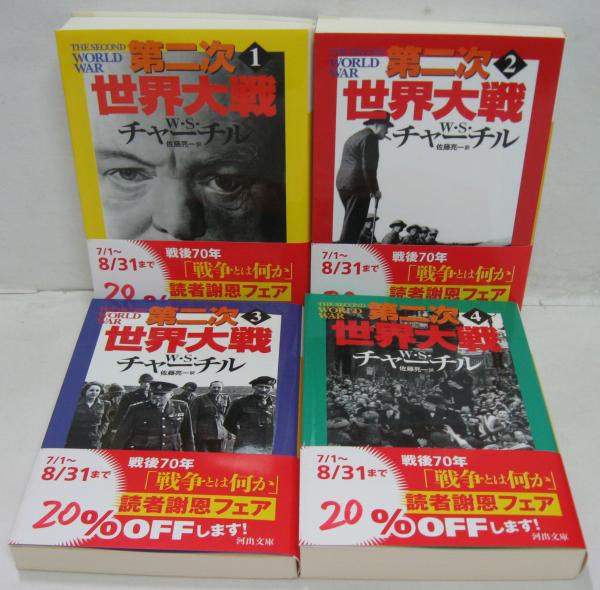 THE SECOND
WORLD
WAR
第二次
1
世界大戦
W・S・
チャーチル
佐藤亮一 訳
7/1〜
8/31まで
20%
戦後70年
「戦争とは何か」
読者謝恩フェア
THE SECOND
WORLD
WAR
第二次
2
世界大戦
W・S・
チャーチル
佐藤亮一 訳
7/1〜
8/31まで
戦後70年
「戦争とは何か」
読者謝恩フェア
WORLD
WAR
第二次
3
世界大戦
W・S・
チャーチル
佐藤亮一 訳
7/1〜
8/31まで
戦後70年
「戦争とは何か」
読者謝恩フェア
20%OFFします!
河出文庫
THE SECOND
WORLD
WAR
第二次
4
世界大戦
W・S・
チャーチル
佐藤亮一 訳
7/1〜
8/31まで
戦後70年
「戦争とは何か」
読者謝恩フェア
20%OFFします!
河出文庫